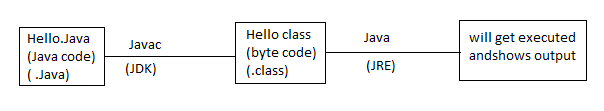 Hello.Java
(Java code)
( .Java)
Javac
(JDK)
Hello class
(byte code)
(.class)
Java
(JRE)
will get executed
andshows output